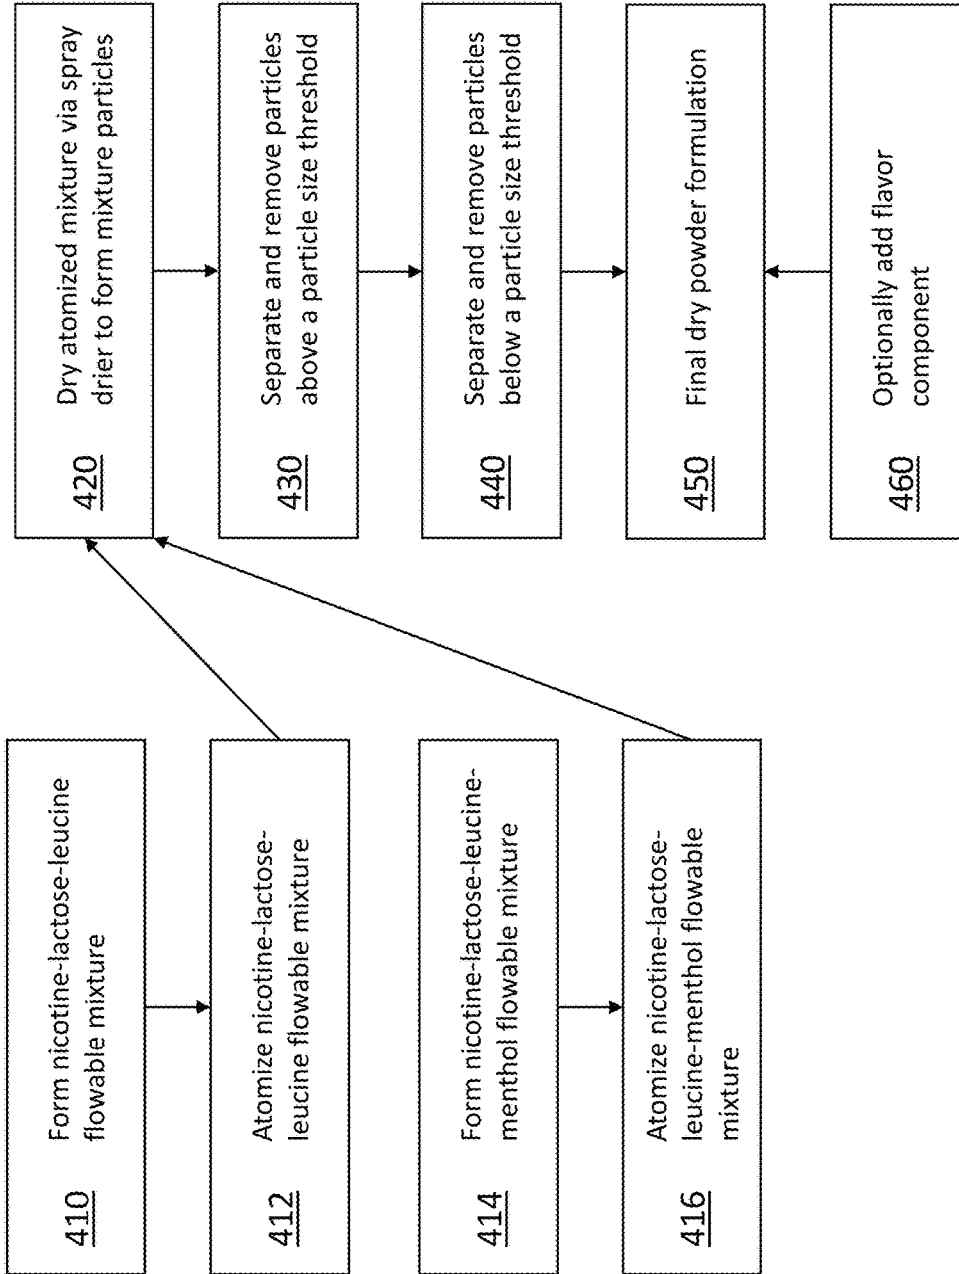 410
Form nicotine-lactose-leucine
flowable mixture
412
Atomize nicotine-lactose-
leucine flowable mixture
414
Form nicotine-lactose-leucine-
menthol flowable mixture
416
Atomize nicotine-lactose-
leucine-menthol flowable
mixture
420
Dry atomized mixture via spray
drier to form mixture particles
430
Separate and remove particles
above a particle size threshold
440
Separate and remove particles
below a particle size threshold
450
Final dry powder formulation
460
Optionally add flavor
component